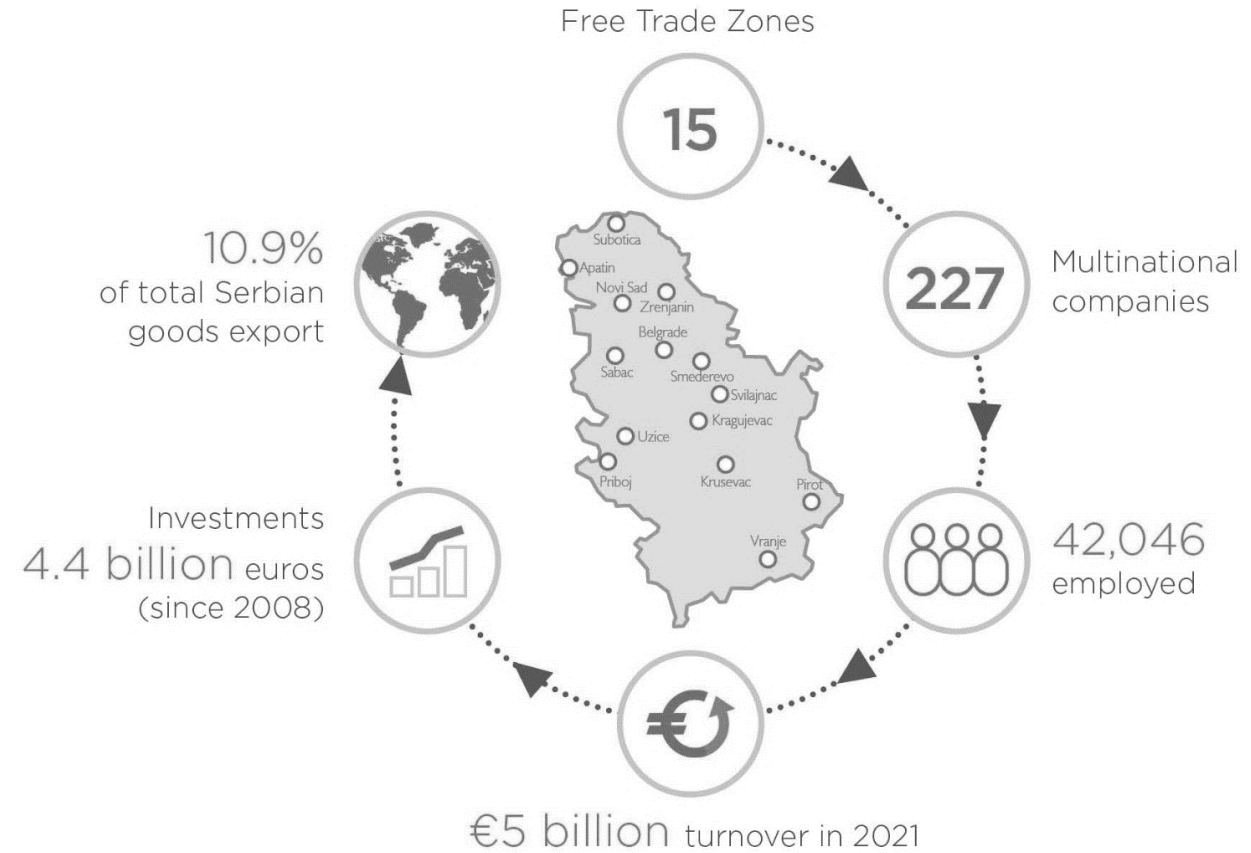 Free Trade Zones
15
227
Multinational
companies
42,046
employed
€5 billion turnover in 2021
Investments
4.4 billion euros
(since 2008)
10.9%
of total Serbian
goods export
Subotica
Apatin
Novi Sad
Zrenjanin
Belgrade
Sabac
Smederevo
Svilajnac
Kragujevac
Uzice
Priboj
Krusevac
Pirot
Vranje